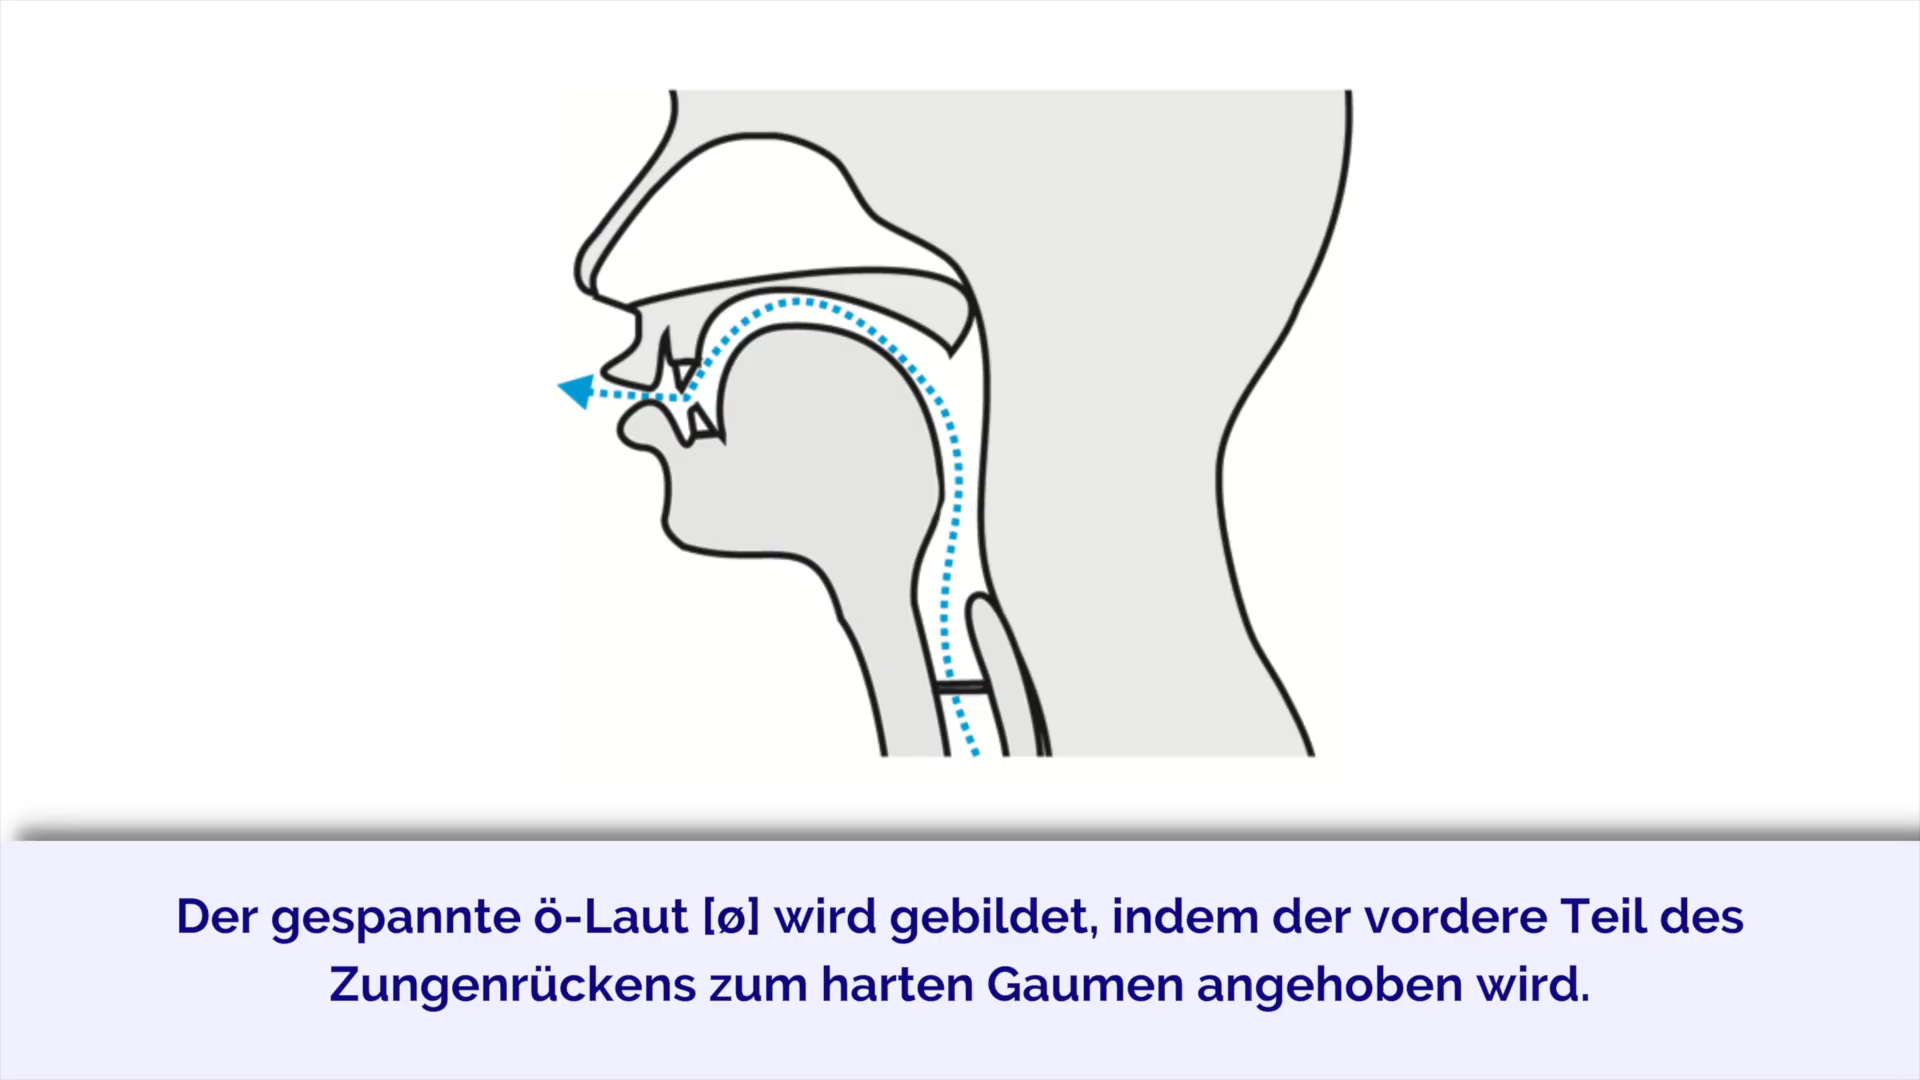 Der gespannte ö-Laut [ø] wird gebildet, indem der vordere Teil des
Zungenrückens zum harten Gaumen angehoben wird.